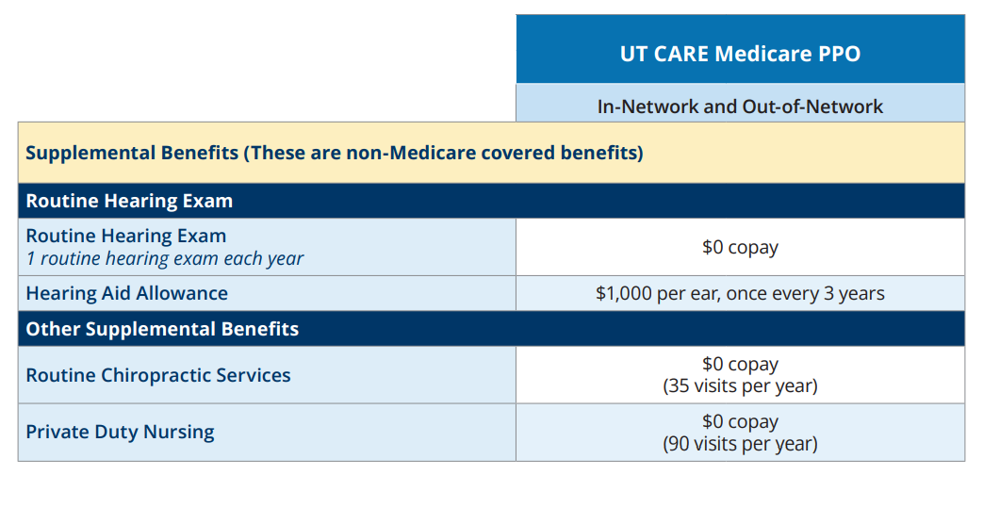 UT CARE Medicare PPO
In-Network and Out-of-Network
Supplemental Benefits (These are non-Medicare covered benefits)
Routine Hearing Exam
Routine Hearing Exam
1 routine hearing exam each year
$0 copay
Hearing Aid Allowance
$1,000 per ear, once every 3 years
Other Supplemental Benefits
Routine Chiropractic Services
$0 copay
(35 visits per year)
Private Duty Nursing
$0 copay
(90 visits per year)